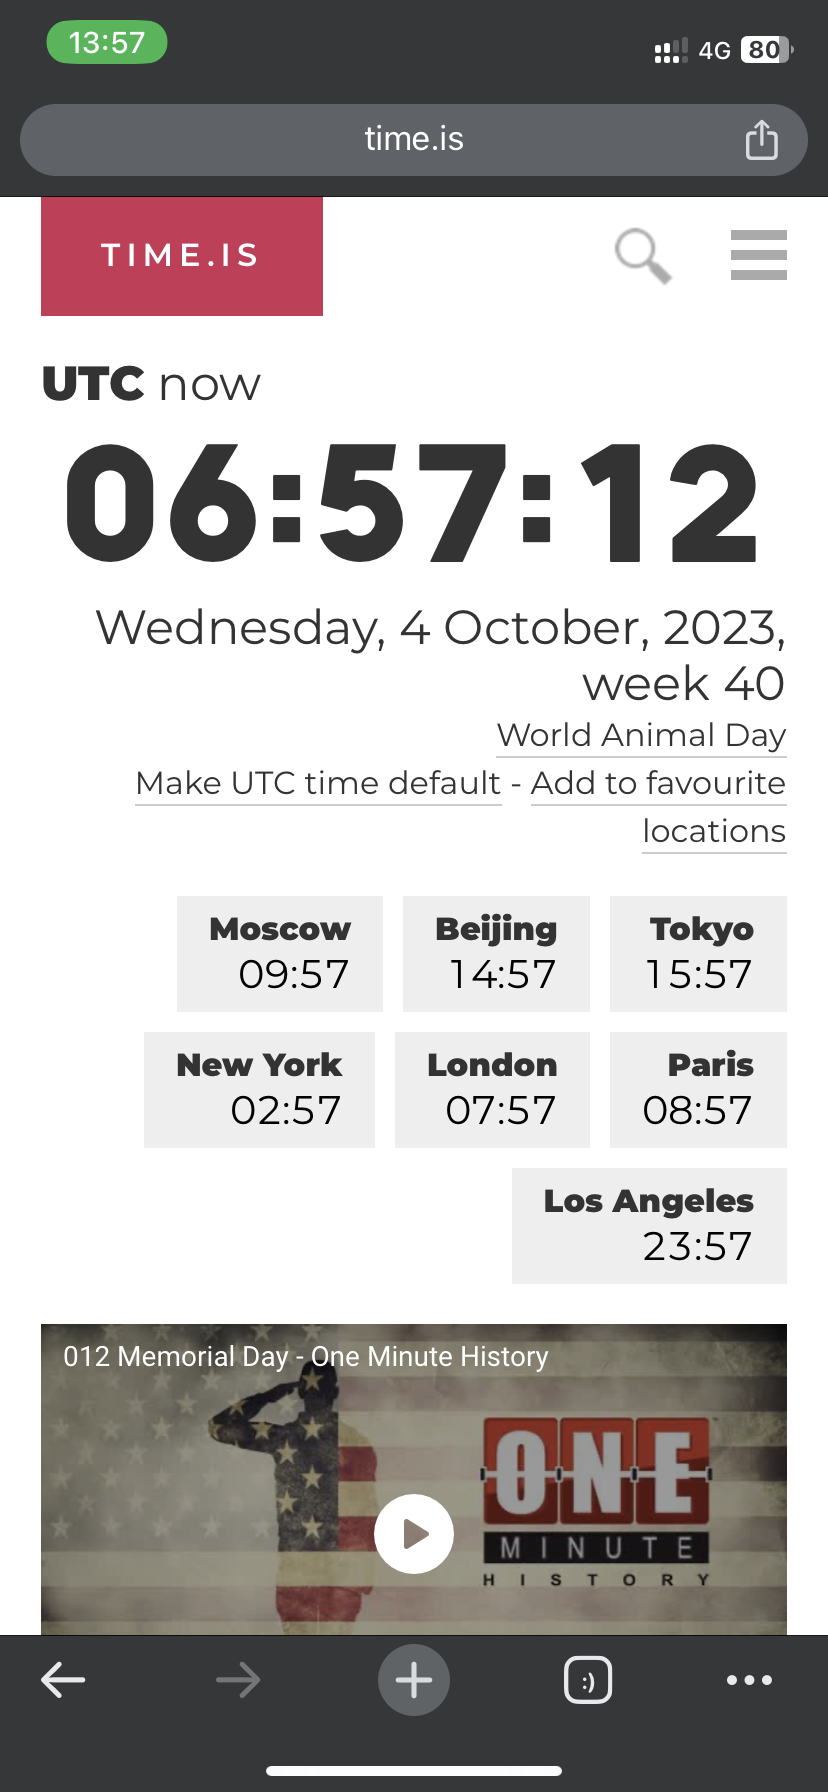 13:57
4G 80
time.is
TIME.IS
UTC now
06:57:12
Wednesday, 4 October, 2023,
week 40
World Animal Day
Make UTC time default - Add to favourite
locations
Moscow Beijing Tokyo
09:57 14:57 15:57
New York London Paris
02:57 07:57 08:57
Los Angeles
23:57
012 Memorial Day - One Minute History
ONE
MINUTE
HISTORY
:)